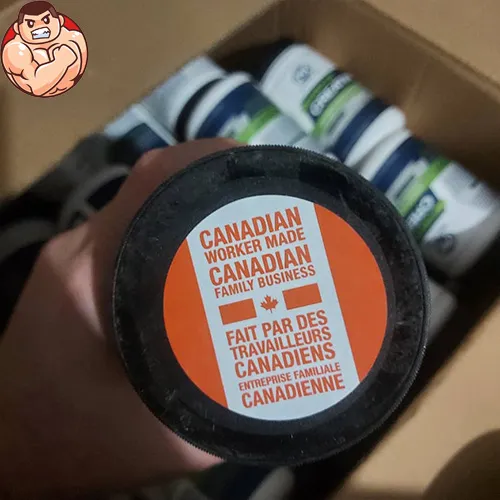 CANADIAN
WORKER MADE
CANADIAN
FAMILY BUSINESS
FAIT PAR DES
TRAVAILLEURS
CANADIENS
ENTREPRISE FAMILIALE
CANADIENNE